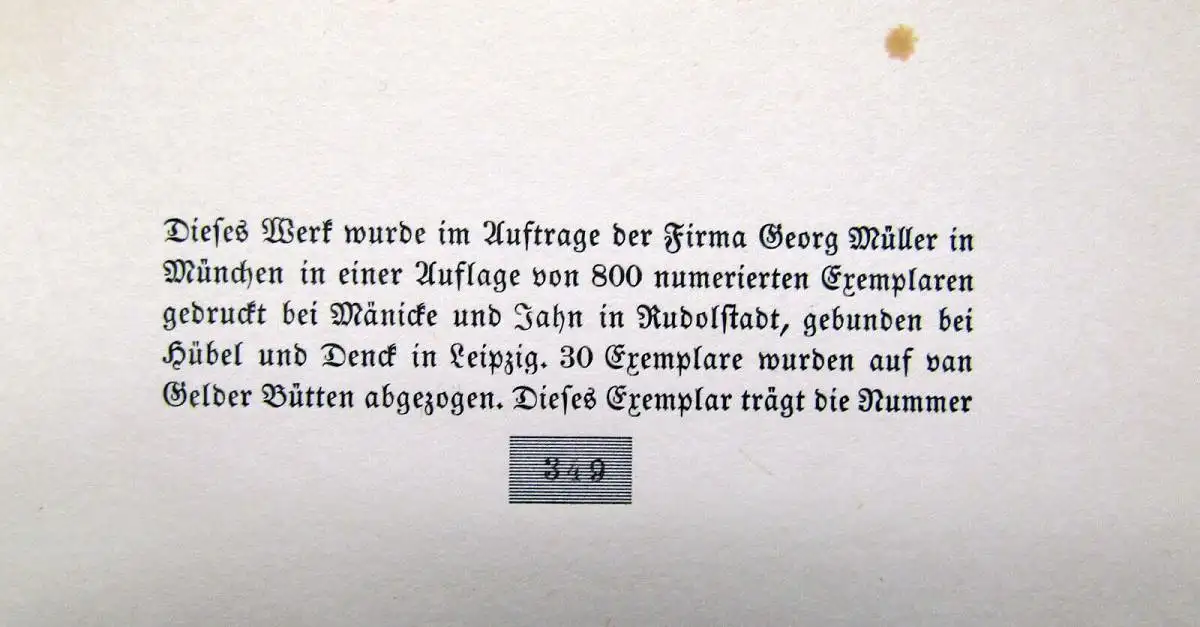 Dieſes Werk wurde im Auftrage der Firma Georg Müller in
München in einer Auflage von 800 numerierten Exemplaren
gedruckt bei Mänicke und Jahn in Rudolſtadt, gebunden bei
Hübel und Denck in Leipzig. 30 Exemplare wurden auf van
Gelder Bütten abgezogen. Dieſes Exemplar trägt die Nummer
349